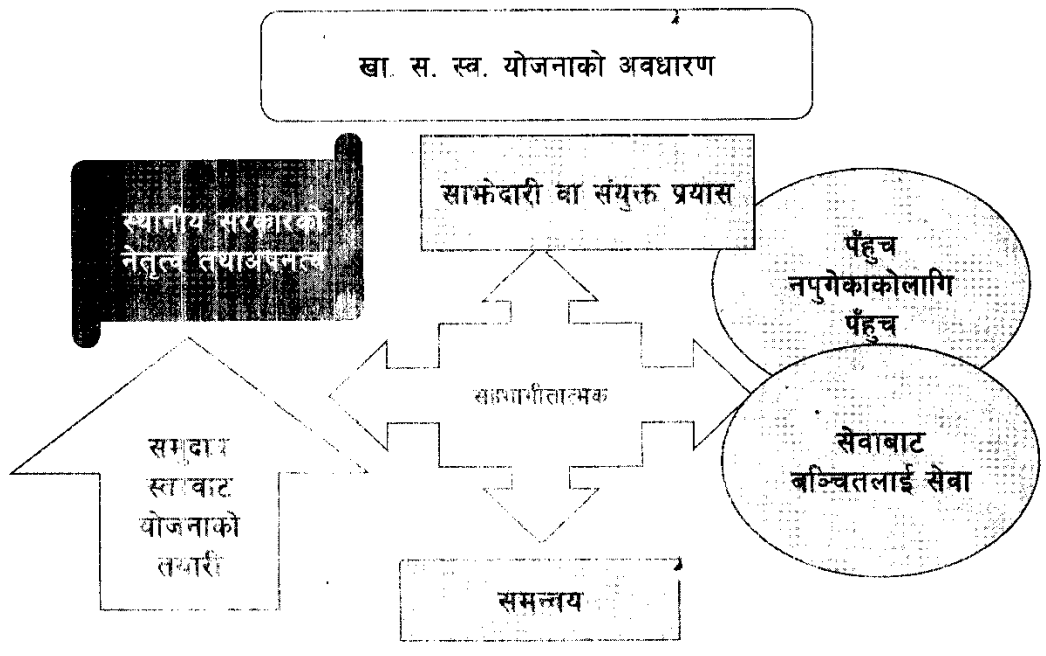 खा. स. स्व. योजनाको अवधारण
साझेदारी वा संयुक्त प्रयास
स्थानीय सरकारको
नेतृत्व तथाअपनत्व
पँहुच
नपुगेकाकोलागि
पँहुच
सहभागीतात्मक
सेवाबाट
बञ्चितलाई सेवा
समुदाय
स्तरबाट
योजनाको
तयारी
समन्वय